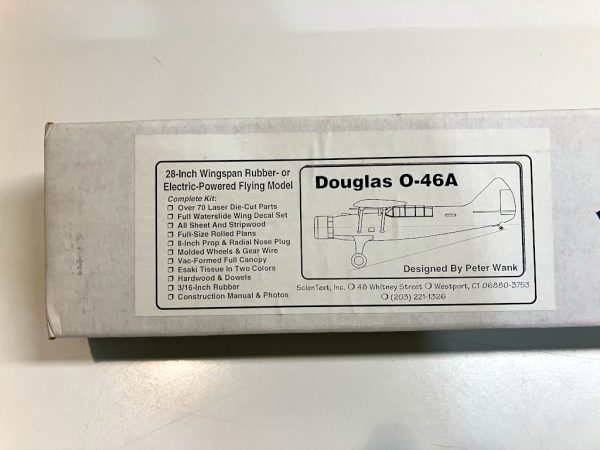 28-Inch Wingspan Rubber- or
Electric-Powered Flying Model
Complete Kit:
❒ Over 70 Laser Die-Cut Parts
❒ Full Waterslide Wing Decal Set
❒ All Sheet And Stripwood
❒ Full-Size Rolled Plans
❒ 8-Inch Prop & Radial Nose Plug
❒ Molded Wheels & Gear Wire
❒ Vac-Formed Full Canopy
❒ Esaki Tissue In Two Colors
❒ Hardwood & Dowels
❒ 3/16-Inch Rubber
❒ Construction Manual & Photos
Douglas O-46A
Designed By Peter Wank
ScienText, Inc. ❍ 48 Whitney Street ❍ Westport, CT 06880-3753
❍ (203) 221-1326